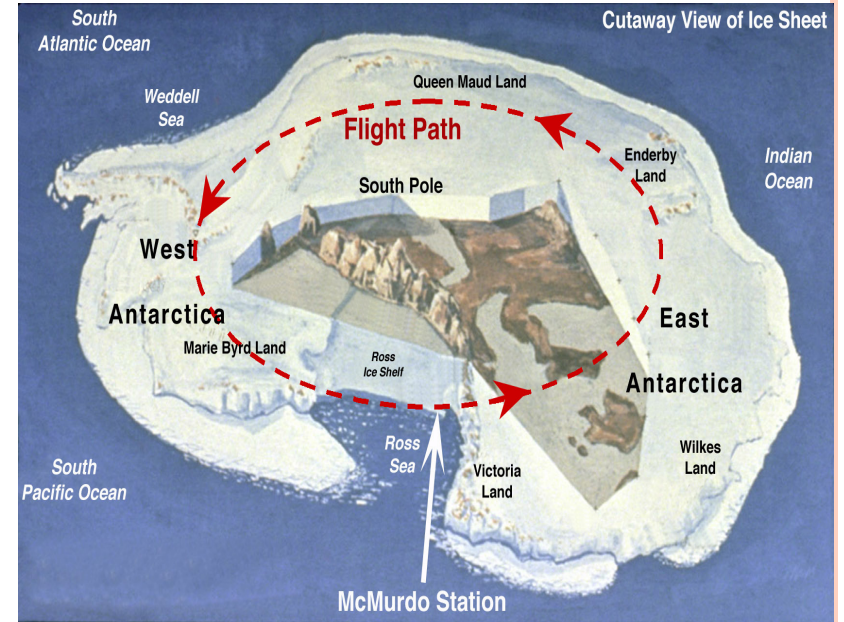 South
Atlantic Ocean
Cutaway View of Ice Sheet
Queen Maud Land
Weddell
Sea
Flight Path
Enderby
Land
Indian
Ocean
South Pole
West
Antarctica
East
Marie Byrd Land
Ross
Ice Shelf
Antarctica
Ross
Sea
Wilkes
Land
South
Pacific Ocean
Victoria
Land
McMurdo Station